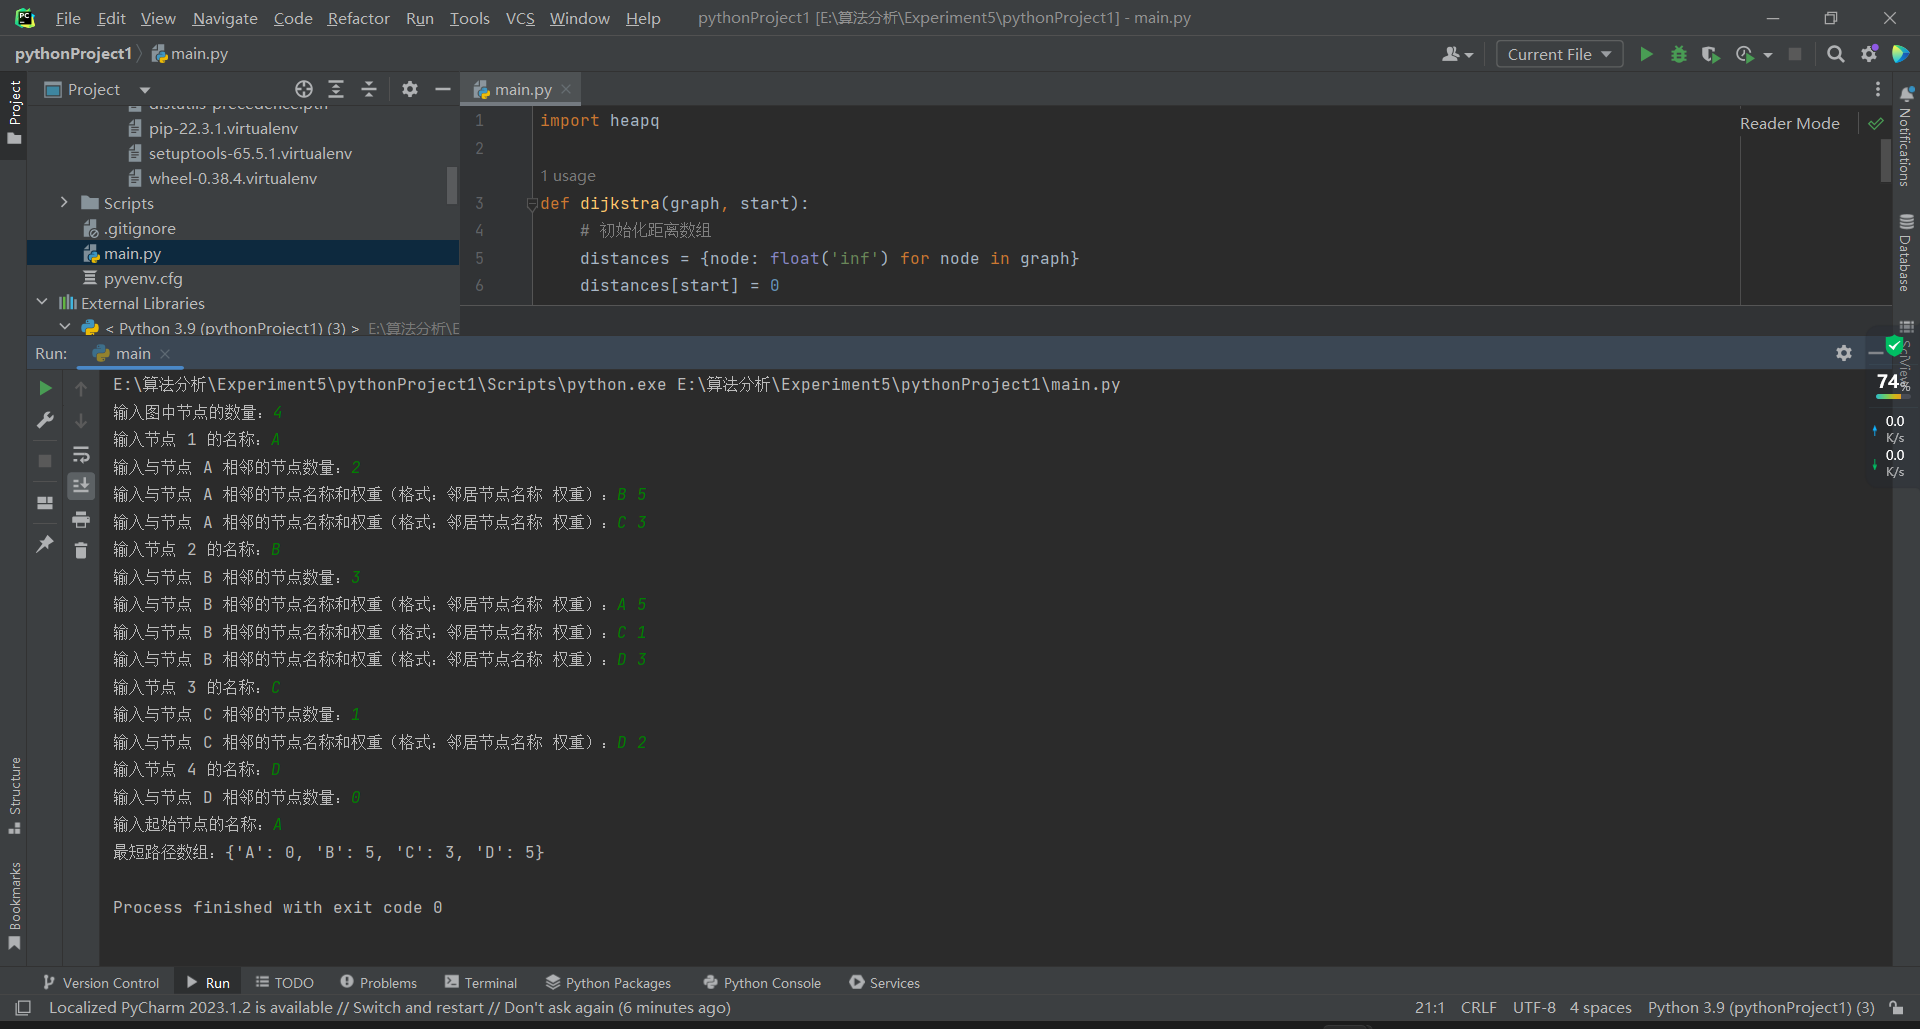 File Edit View Navigate Code Refactor Run Tools VCS Window Help pythonProject1 [E:\算法分析\Experiment5\pythonProject1] - main.py
pythonProject1 main.py Current File
Project main.py
distutils-precedence.pth
pip-22.3.1.virtualenv
setuptools-65.5.1.virtualenv
wheel-0.38.4.virtualenv
Scripts
.gitignore
main.py
pyvenv.cfg
External Libraries
< Python 3.9 (pythonProject1) (3) > E:\算法分析\E
1 import heapq
Reader Mode
2
1 usage
3 def dijkstra(graph, start):
4 # 初始化距离数组
5 distances = {node: float('inf') for node in graph}
6 distances[start] = 0
Project
Structure
Bookmarks
Notifications
Database
SciView
74%
0.0
K/s
0.0
K/s
Run: main
E:\算法分析\Experiment5\pythonProject1\Scripts\python.exe E:\算法分析\Experiment5\pythonProject1\main.py
输入图中节点的数量：4
输入节点 1 的名称：A
输入与节点 A 相邻的节点数量：2
输入与节点 A 相邻的节点名称和权重（格式：邻居节点名称 权重）：B 5
输入与节点 A 相邻的节点名称和权重（格式：邻居节点名称 权重）：C 3
输入节点 2 的名称：B
输入与节点 B 相邻的节点数量：3
输入与节点 B 相邻的节点名称和权重（格式：邻居节点名称 权重）：A 5
输入与节点 B 相邻的节点名称和权重（格式：邻居节点名称 权重）：C 1
输入与节点 B 相邻的节点名称和权重（格式：邻居节点名称 权重）：D 3
输入节点 3 的名称：C
输入与节点 C 相邻的节点数量：1
输入与节点 C 相邻的节点名称和权重（格式：邻居节点名称 权重）：D 2
输入节点 4 的名称：D
输入与节点 D 相邻的节点数量：0
输入起始节点的名称：A
最短路径数组：{'A': 0, 'B': 5, 'C': 3, 'D': 5}
Process finished with exit code 0
Version Control Run TODO Problems Terminal Python Packages Python Console Services
Localized PyCharm 2023.1.2 is available // Switch and restart // Don't ask again (6 minutes ago) 21:1 CRLF UTF-8 4 spaces Python 3.9 (pythonProject1) (3)